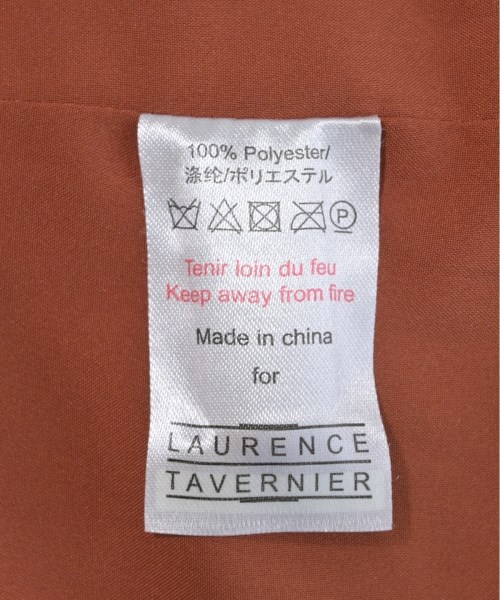 100% Polyester/
涤纶/ポリエステル
P
Tenir loin du feu
Keep away from fire
Made in china
for
LAURENCE
TAVERNIER